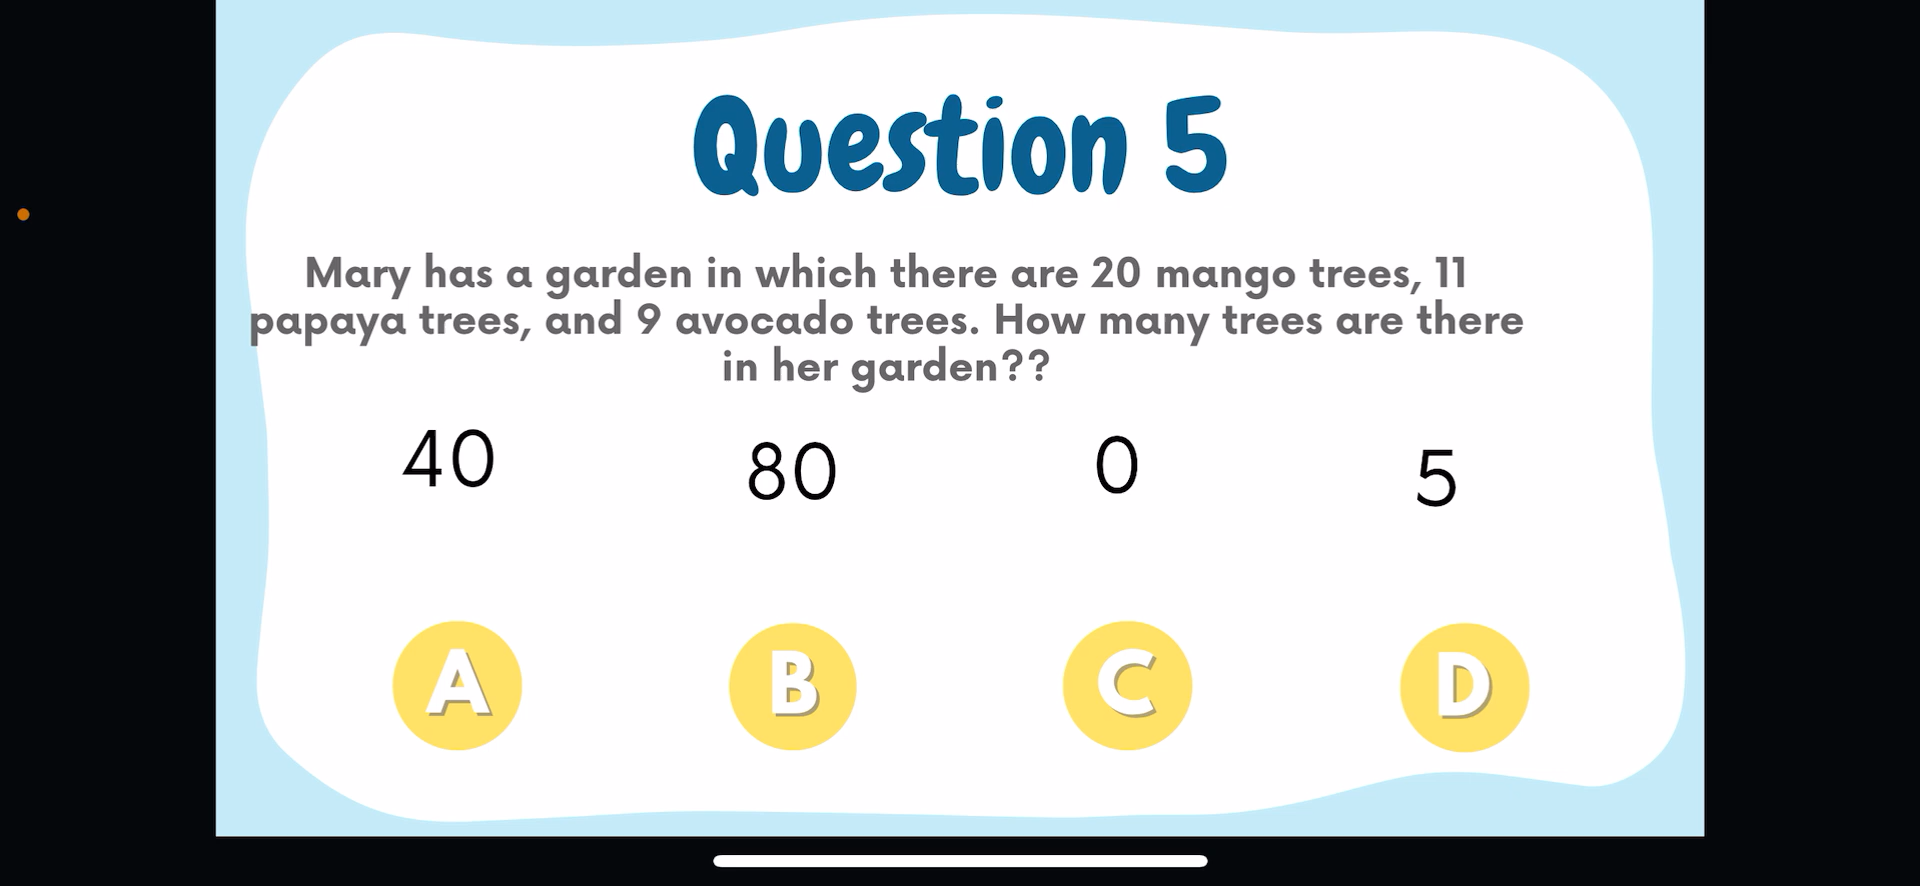 Question 5
Mary has a garden in which there are 20 mango trees, 11
papaya trees, and 9 avocado trees. How many trees are there
in her garden??
40 80 0 5
A B C D